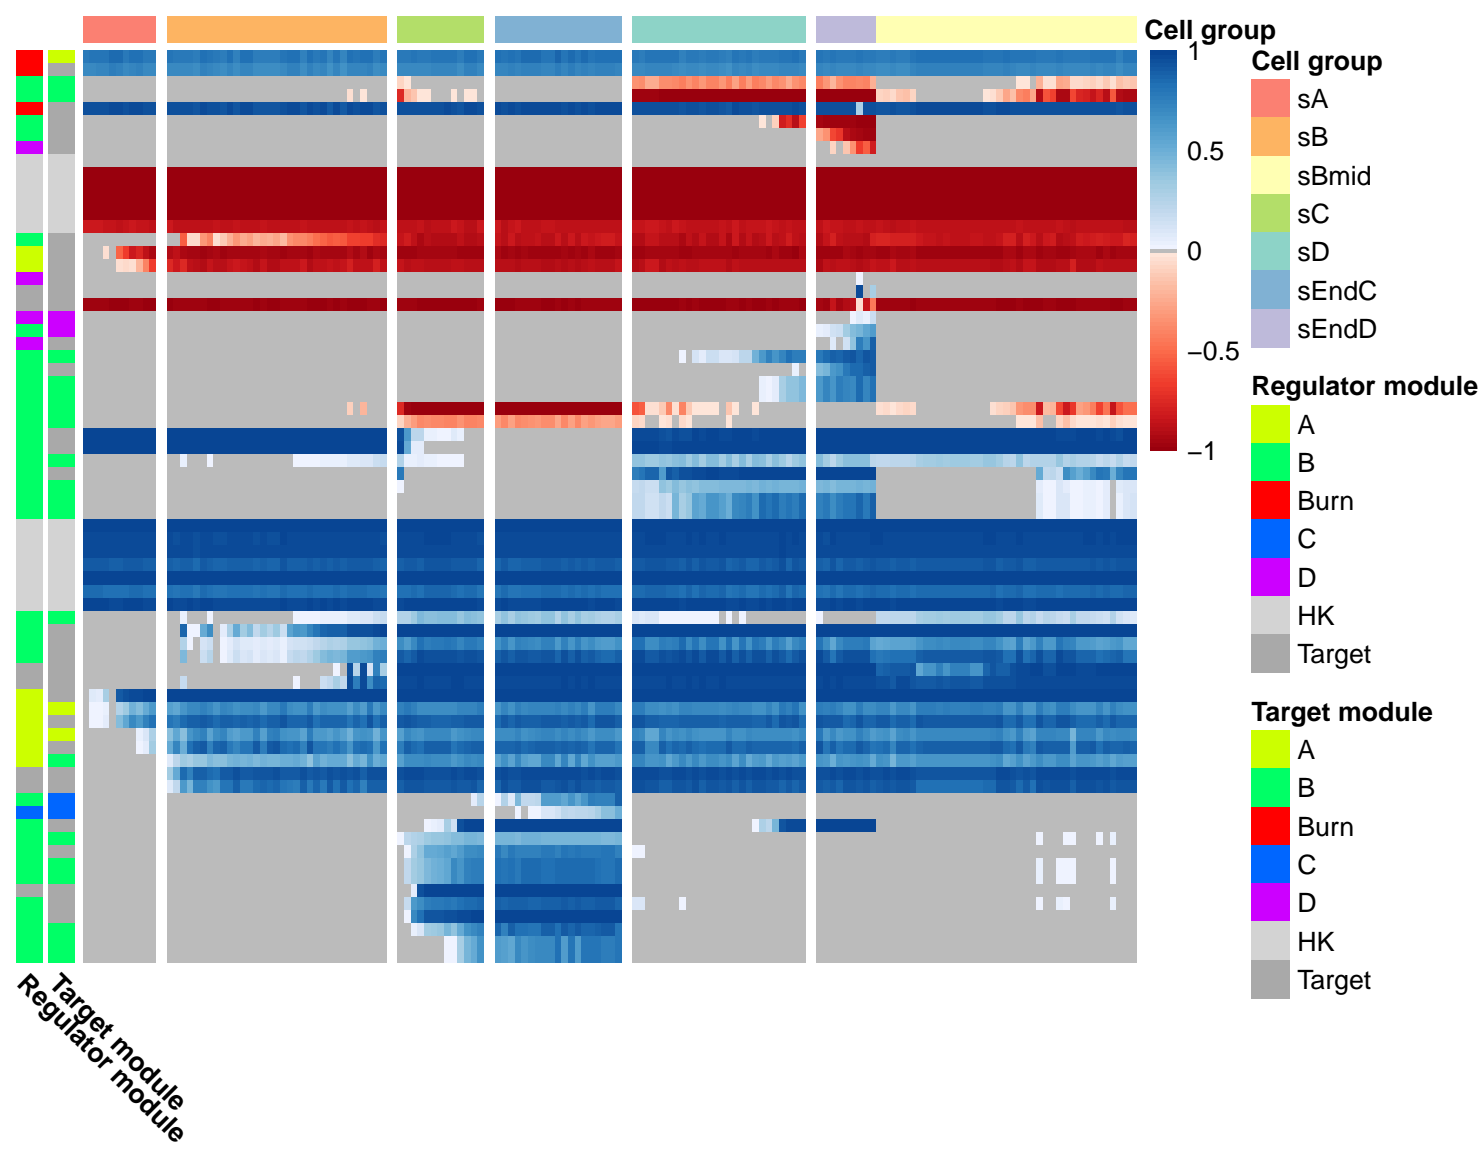 Cell group
1
0.5
0
−0.5
−1
Cell group
sA
sB
sBmid
sC
sD
sEndC
sEndD
Regulator module
A
B
Burn
C
D
HK
Target
Target module
A
B
Burn
C
D
HK
Target
Target module
Regulator module